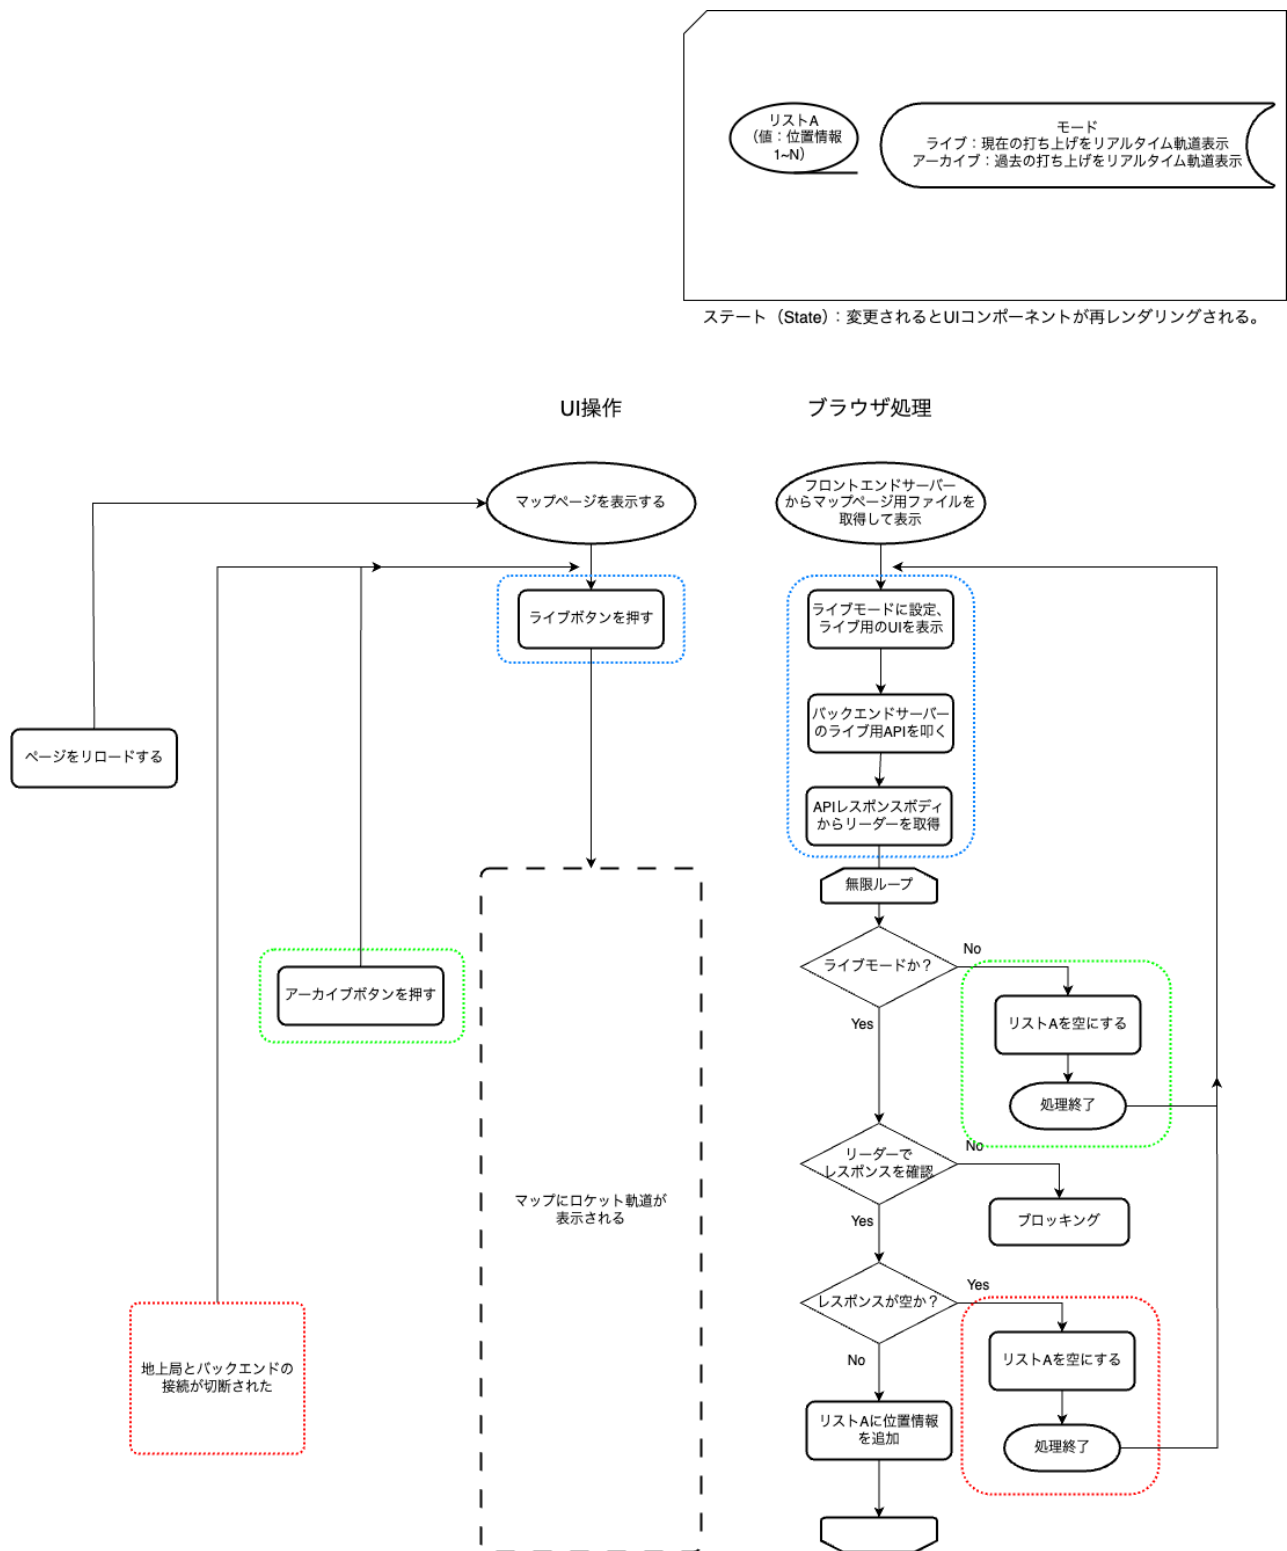 リストA
（値：位置情報
1~N）
モード
ライブ：現在の打ち上げをリアルタイム軌道表示
アーカイブ：過去の打ち上げをリアルタイム軌道表示
ステート（State）：変更されるとUIコンポーネントが再レンダリングされる。
UI操作
ブラウザ処理
マップページを表示する
フロントエンドサーバー
からマップページ用ファイルを
取得して表示
ライブボタンを押す
ライブモードに設定、
ライブ用のUIを表示
バックエンドサーバー
のライブ用APIを叩く
ページをリロードする
APIレスポンスボディ
からリーダーを取得
無限ループ
ライブモードか？
No
アーカイブボタンを押す
Yes
リストAを空にする
処理終了
リーダーで
レスポンスを確認
No
マップにロケット軌道が
表示される
Yes
ブロッキング
レスポンスが空か？
Yes
地上局とバックエンドの
接続が切断された
No
リストAを空にする
リストAに位置情報
を追加
処理終了